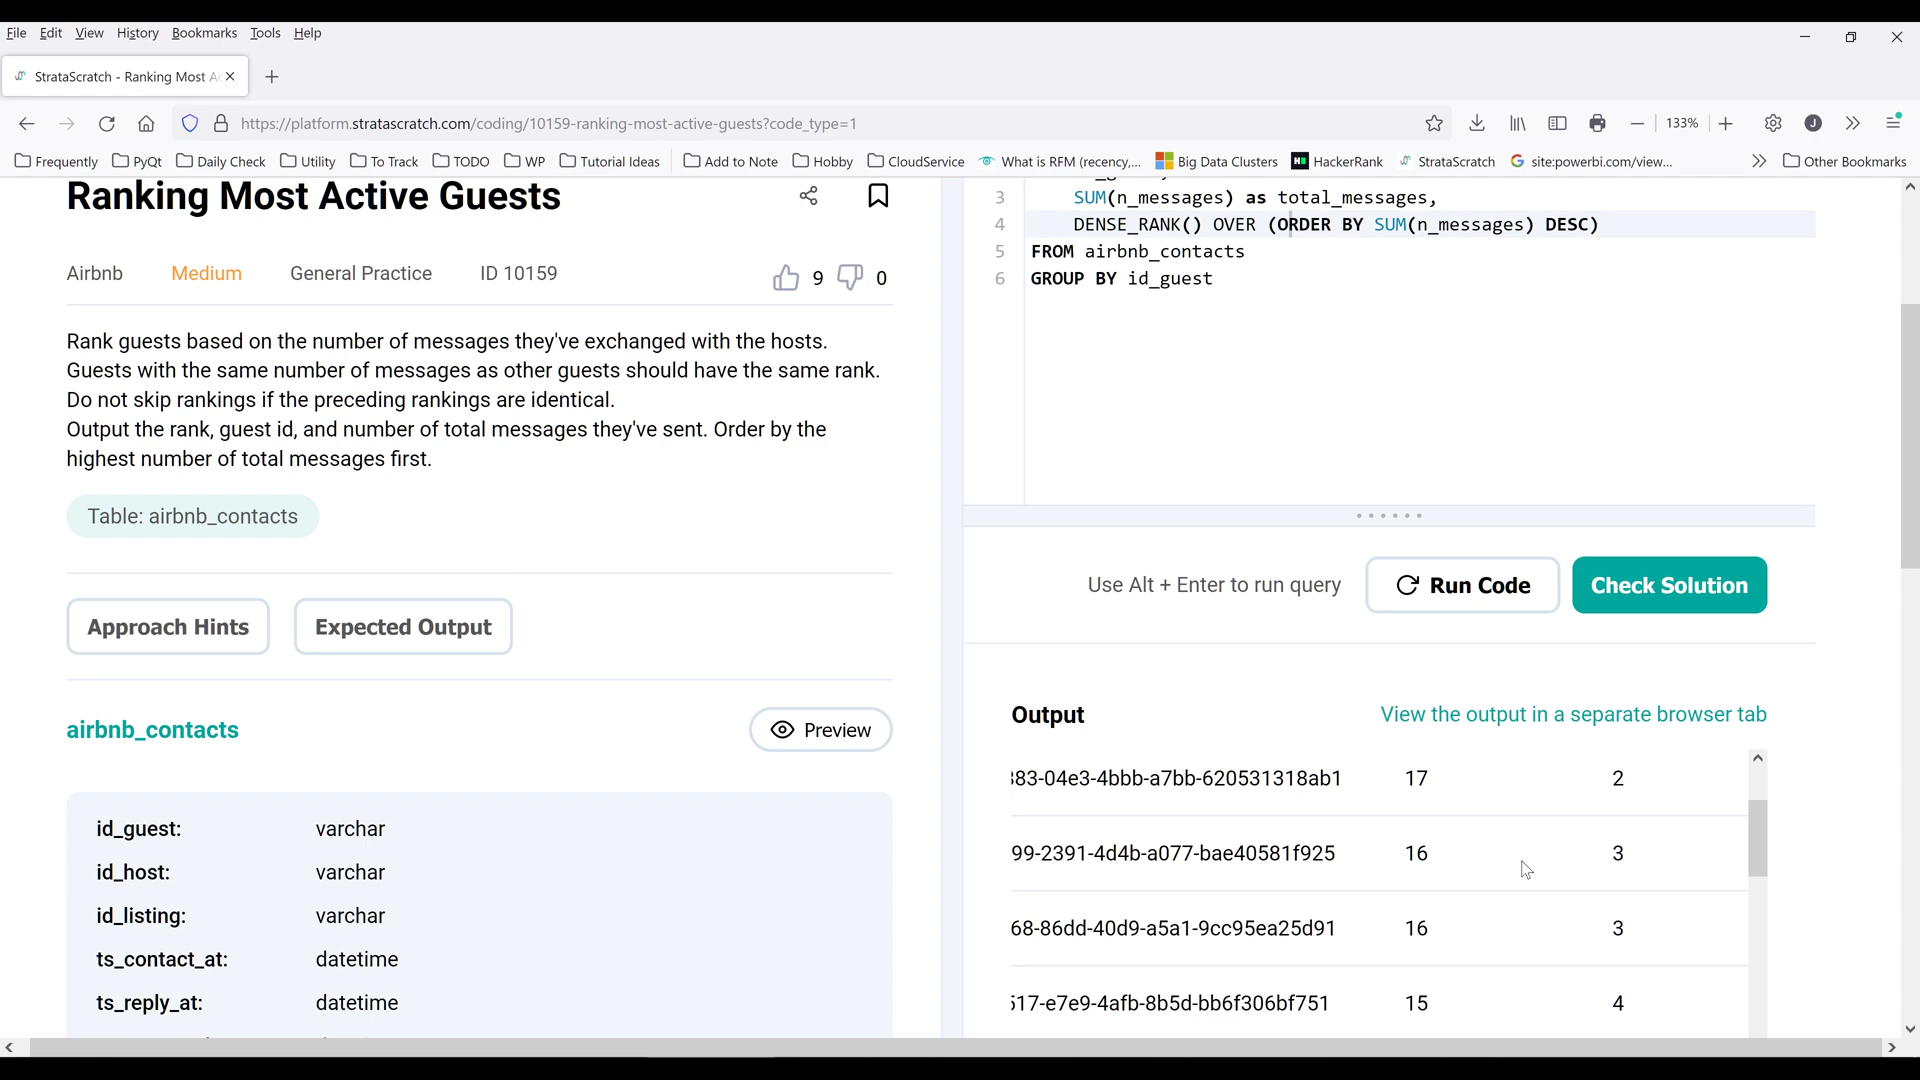 File Edit View History Bookmarks Tools Help
StrataScratch - Ranking Most Ac
https://platform.stratascratch.com/coding/10159-ranking-most-active-guests?code_type=1
133%
J
Frequently PyQt Daily Check Utility To Track TODO WP Tutorial Ideas Add to Note Hobby CloudService What is RFM (recency,... Big Data Clusters HackerRank StrataScratch site:powerbi.com/view... Other Bookmarks
Ranking Most Active Guests
Airbnb Medium General Practice ID 10159 9 0
Rank guests based on the number of messages they've exchanged with the hosts.
Guests with the same number of messages as other guests should have the same rank.
Do not skip rankings if the preceding rankings are identical.
Output the rank, guest id, and number of total messages they've sent. Order by the
highest number of total messages first.
Table: airbnb_contacts
Approach Hints Expected Output
airbnb_contacts Preview
id_guest: varchar
id_host: varchar
id_listing: varchar
ts_contact_at: datetime
ts_reply_at: datetime
3 SUM(n_messages) as total_messages,
4 DENSE_RANK() OVER (ORDER BY SUM(n_messages) DESC)
5 FROM airbnb_contacts
6 GROUP BY id_guest
Use Alt + Enter to run query Run Code Check Solution
Output View the output in a separate browser tab
83-04e3-4bbb-a7bb-620531318ab1 17 2
99-2391-4d4b-a077-bae40581f925 16 3
68-86dd-40d9-a5a1-9cc95ea25d91 16 3
17-e7e9-4afb-8b5d-bb6f306bf751 15 4